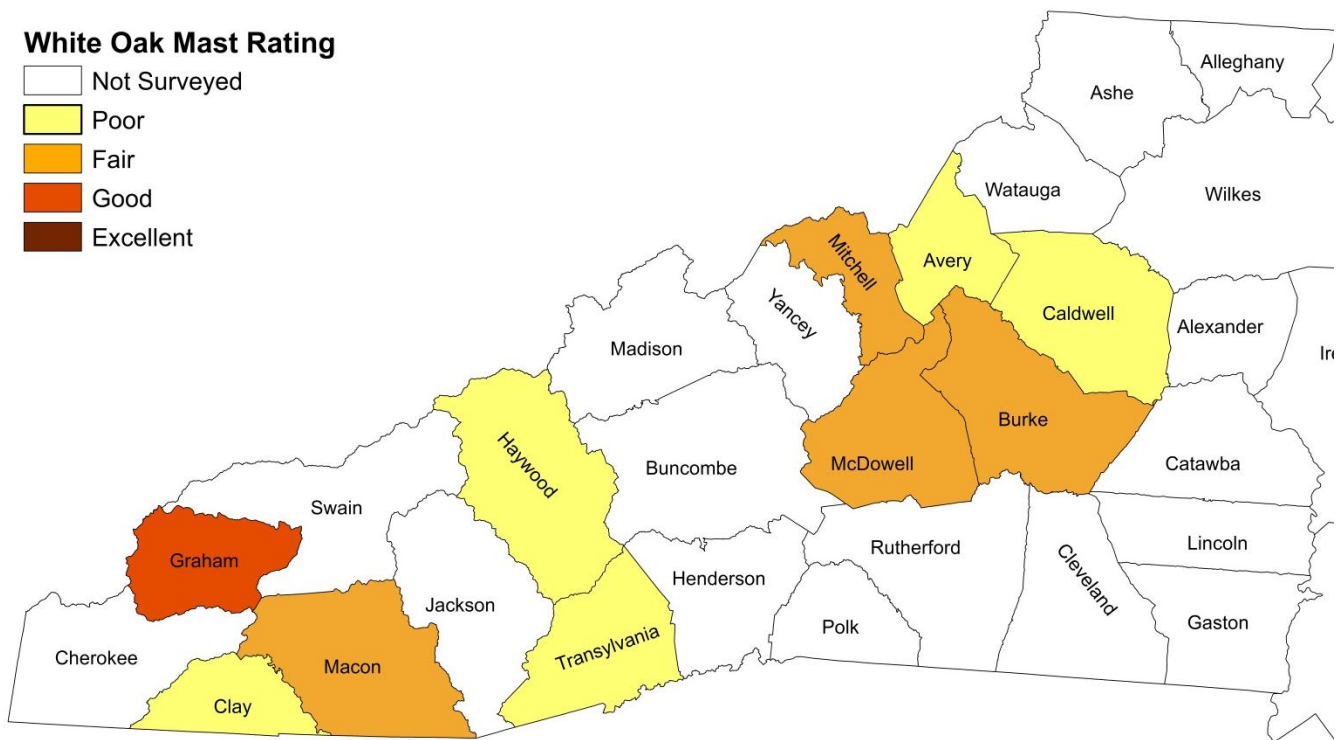 White Oak Mast Rating
Not Surveyed
Poor
Fair
Good
Excellent
Alleghany
Ashe
Watauga
Wilkes
Mitchell
Avery
Yancey
Caldwell
Alexander
Madison
Ire
Burke
Haywood
Buncombe
McDowell
Catawba
Swain
Graham
Rutherford
Lincoln
Henderson
Cleveland
Jackson
Polk
Gaston
Transylvania
Cherokee
Macon
Clay